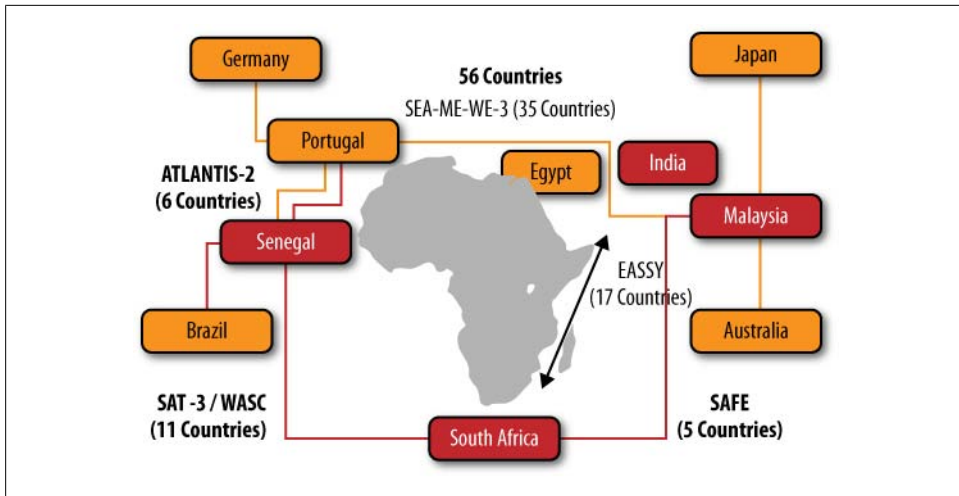 Germany
Japan
56 Countries
SEA-ME-WE-3 (35 Countries)
Portugal
India
Egypt
ATLANTIS-2
(6 Countries)
Malaysia
Senegal
EASSY
(17 Countries)
Brazil
Australia
SAT -3 / WASC
(11 Countries)
SAFE
(5 Countries)
South Africa